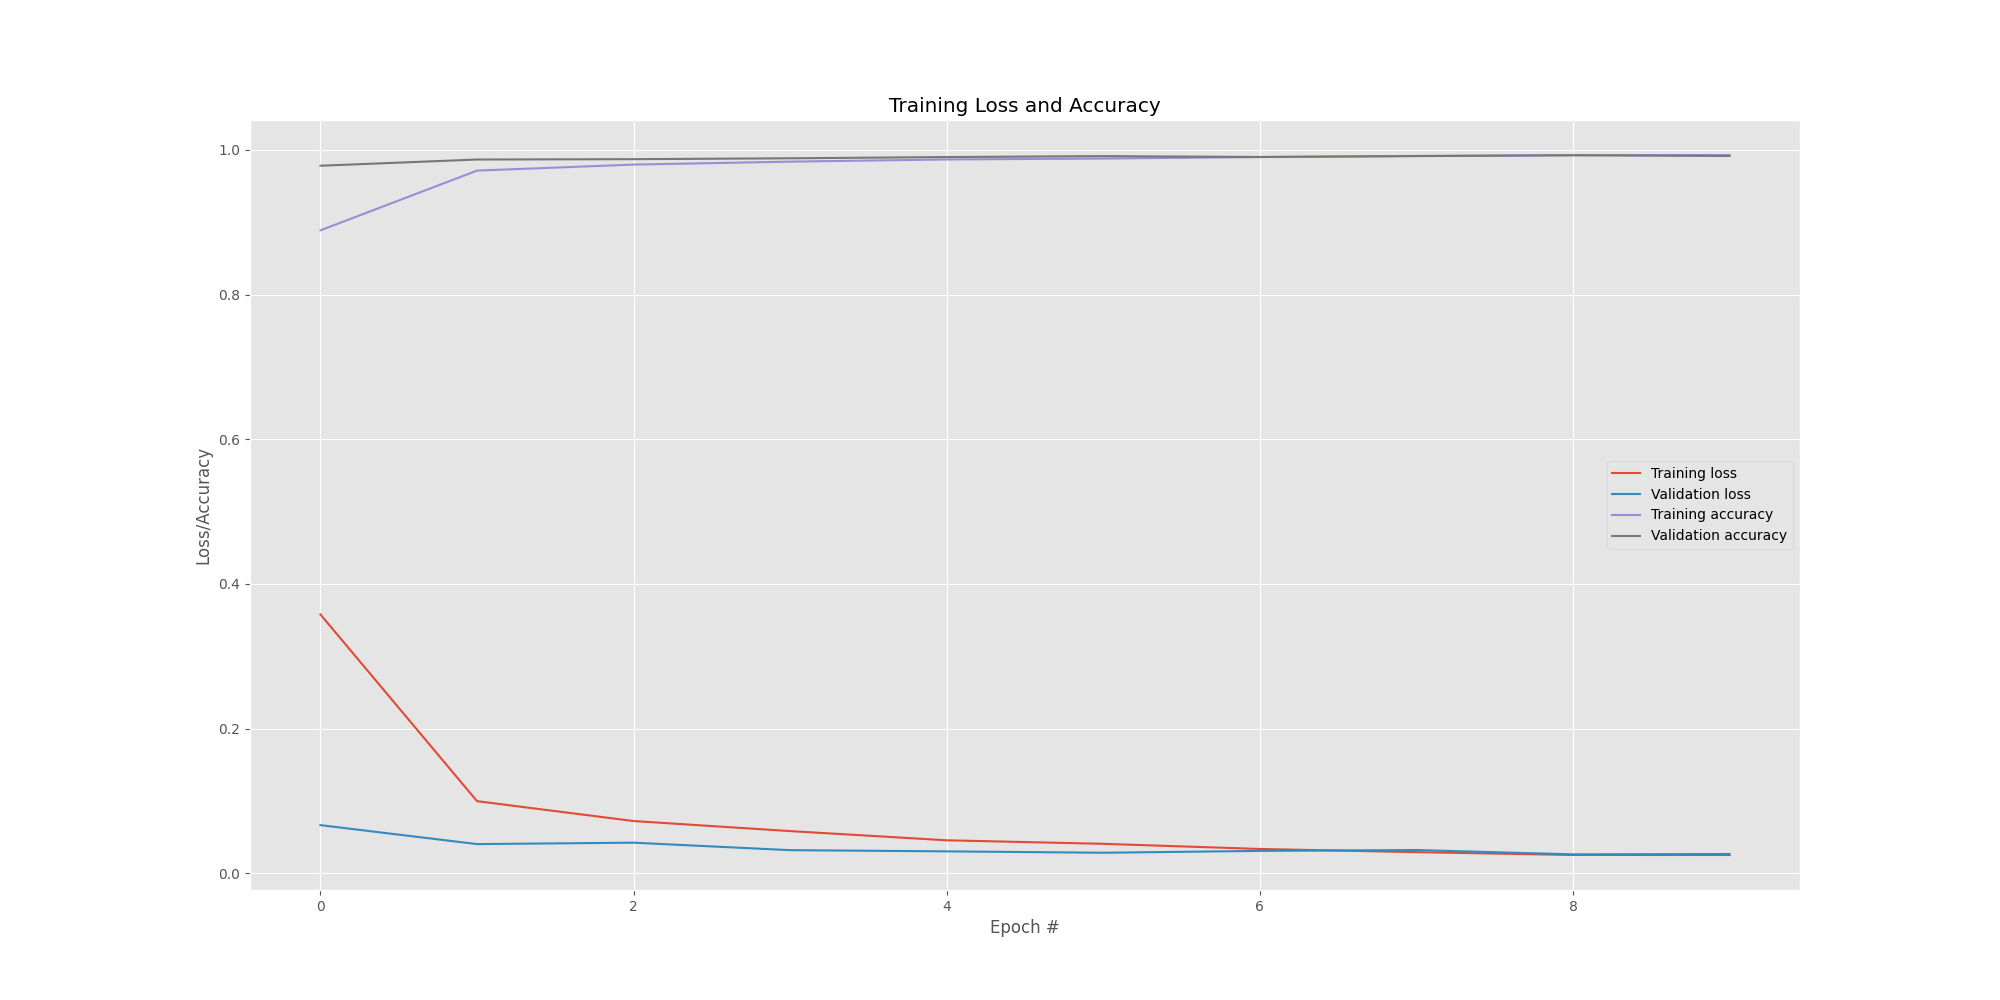 Training Loss and Accuracy
1.0
0.8
0.6
0.4
0.2
0.0
Loss/Accuracy
Training loss
Validation loss
Training accuracy
Validation accuracy
0 2 4 6 8
Epoch #